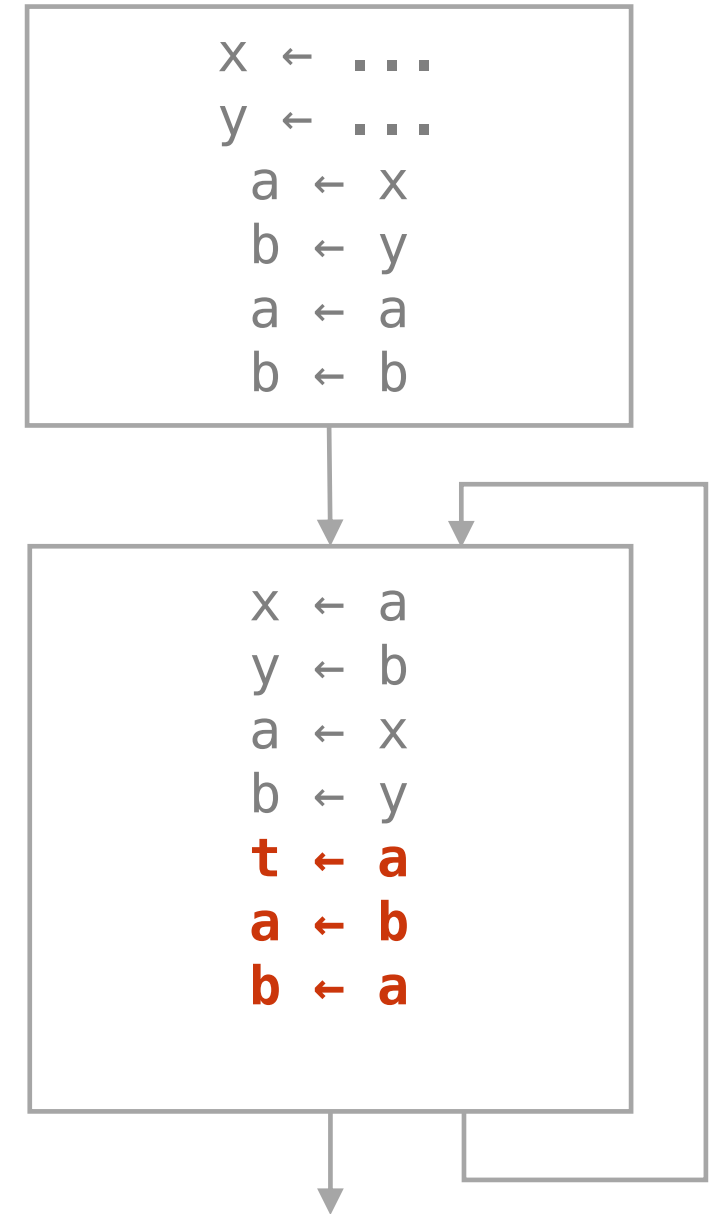 x ← ...
y ← ...
a ← x
b ← y
a ← a
b ← b
x ← a
y ← b
a ← x
b ← y
t ← a
a ← b
b ← a